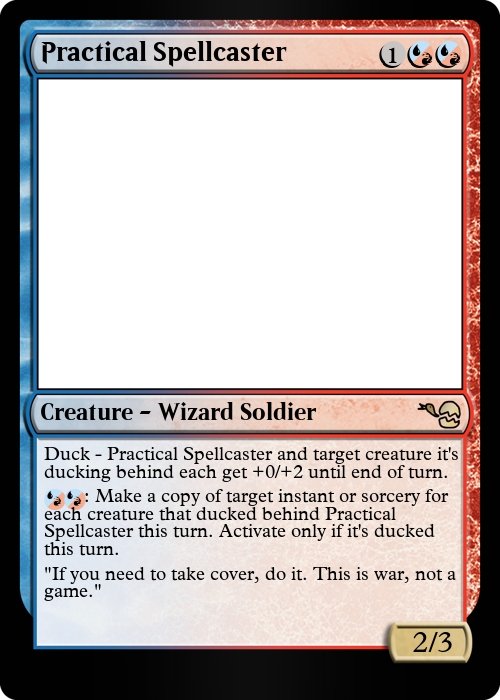 Practical Spellcaster 1
Creature - Wizard Soldier
Duck - Practical Spellcaster and target creature it's
ducking behind each get +0/+2 until end of turn.
: Make a copy of target instant or sorcery for
each creature that ducked behind Practical
Spellcaster this turn. Activate only if it's ducked
this turn.
"If you need to take cover, do it. This is war, not a
game."
2/3